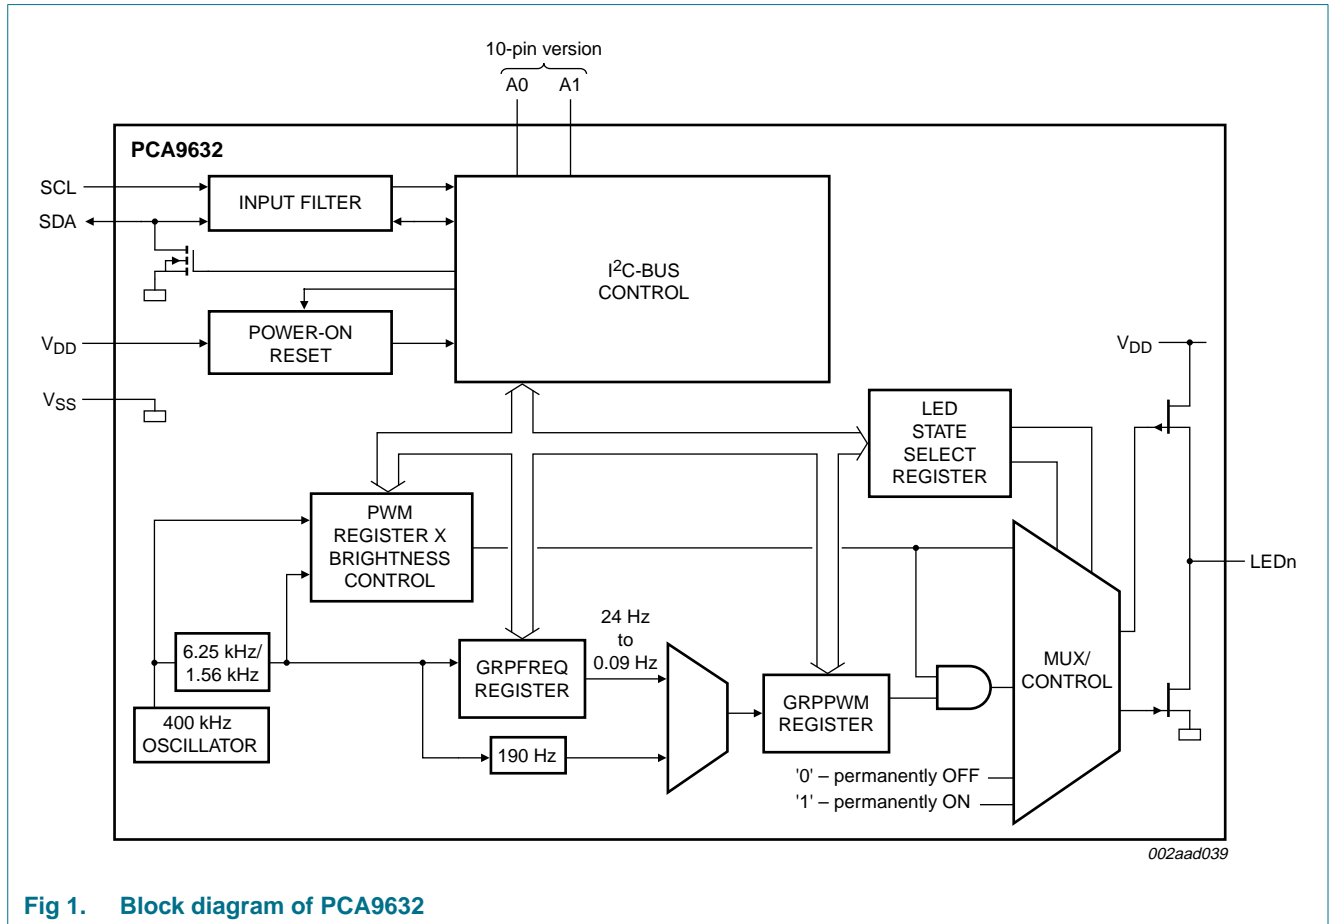 10-pin version
A0 A1
PCA9632
SCL
SDA
INPUT FILTER
I2C-BUS
CONTROL
VDD
POWER-ON
RESET
VSS
VDD
LED
STATE
SELECT
REGISTER
PWM
REGISTER X
BRIGHTNESS
CONTROL
LEDn
24 Hz
to
0.09 Hz
6.25 kHz/
1.56 kHz
GRPFREQ
REGISTER
MUX/
CONTROL
GRPPWM
REGISTER
400 kHz
OSCILLATOR
190 Hz
'0' – permanently OFF
'1' – permanently ON
002aad039
Fig 1. Block diagram of PCA9632